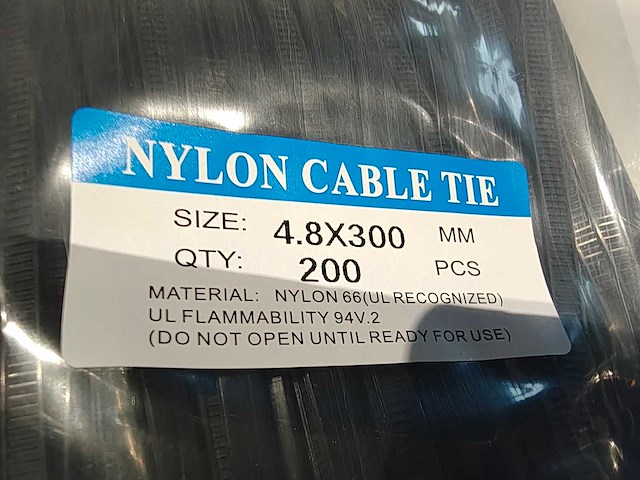 NYLON CABLE TIE
SIZE: 4.8X300 MM
QTY: 200 PCS
MATERIAL: NYLON 66(UL RECOGNIZED)
UL FLAMMABILITY 94V.2
(DO NOT OPEN UNTIL READY FOR USE)